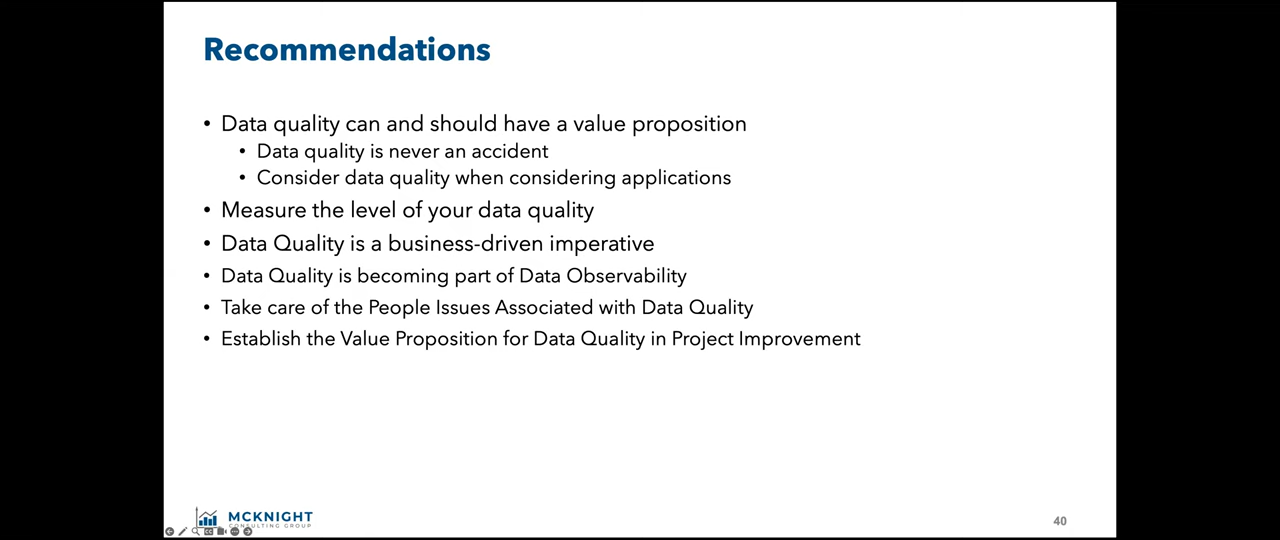 Recommendations
• Data quality can and should have a value proposition
• Data quality is never an accident
• Consider data quality when considering applications
• Measure the level of your data quality
• Data Quality is a business-driven imperative
• Data Quality is becoming part of Data Observability
• Take care of the People Issues Associated with Data Quality
• Establish the Value Proposition for Data Quality in Project Improvement
MCKNIGHT
CONSULTING GROUP
40